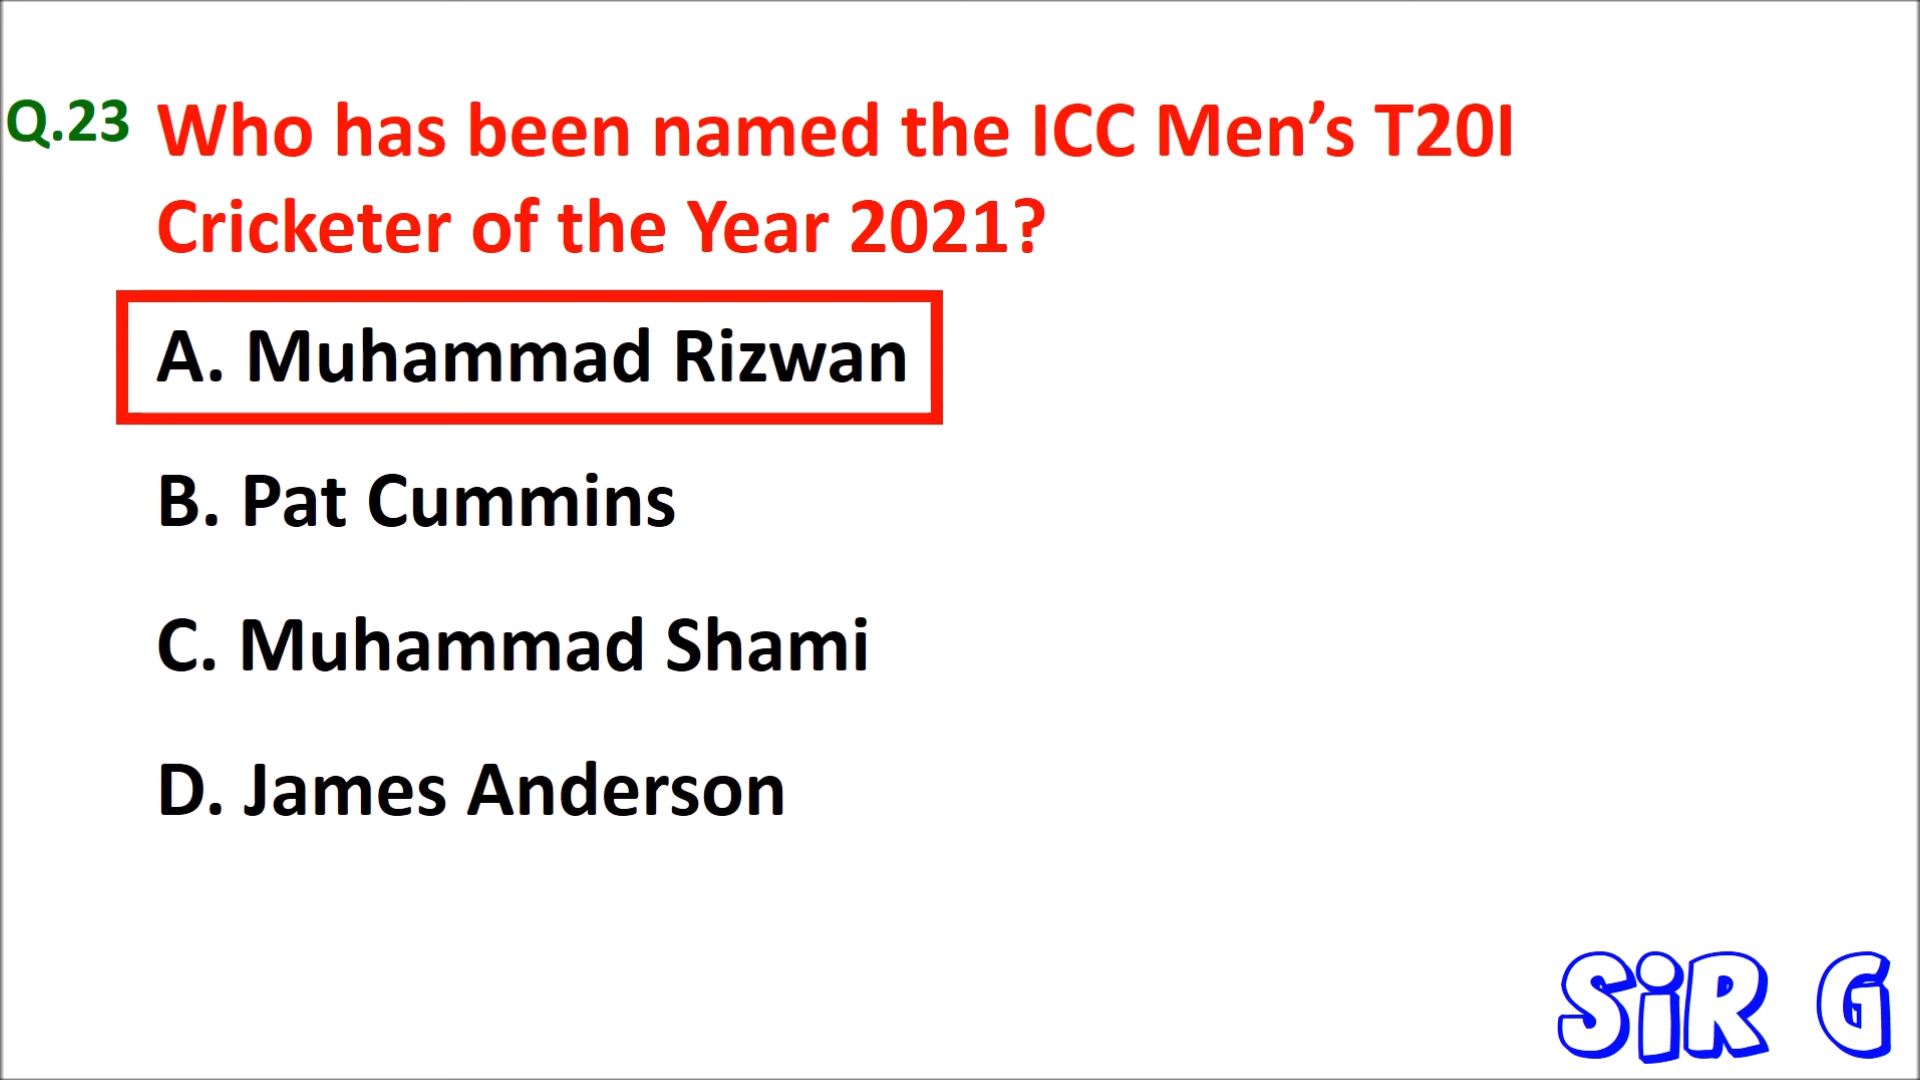 Q.23 Who has been named the ICC Men’s T20I
Cricketer of the Year 2021?
A. Muhammad Rizwan
B. Pat Cummins
C. Muhammad Shami
D. James Anderson
SiR G